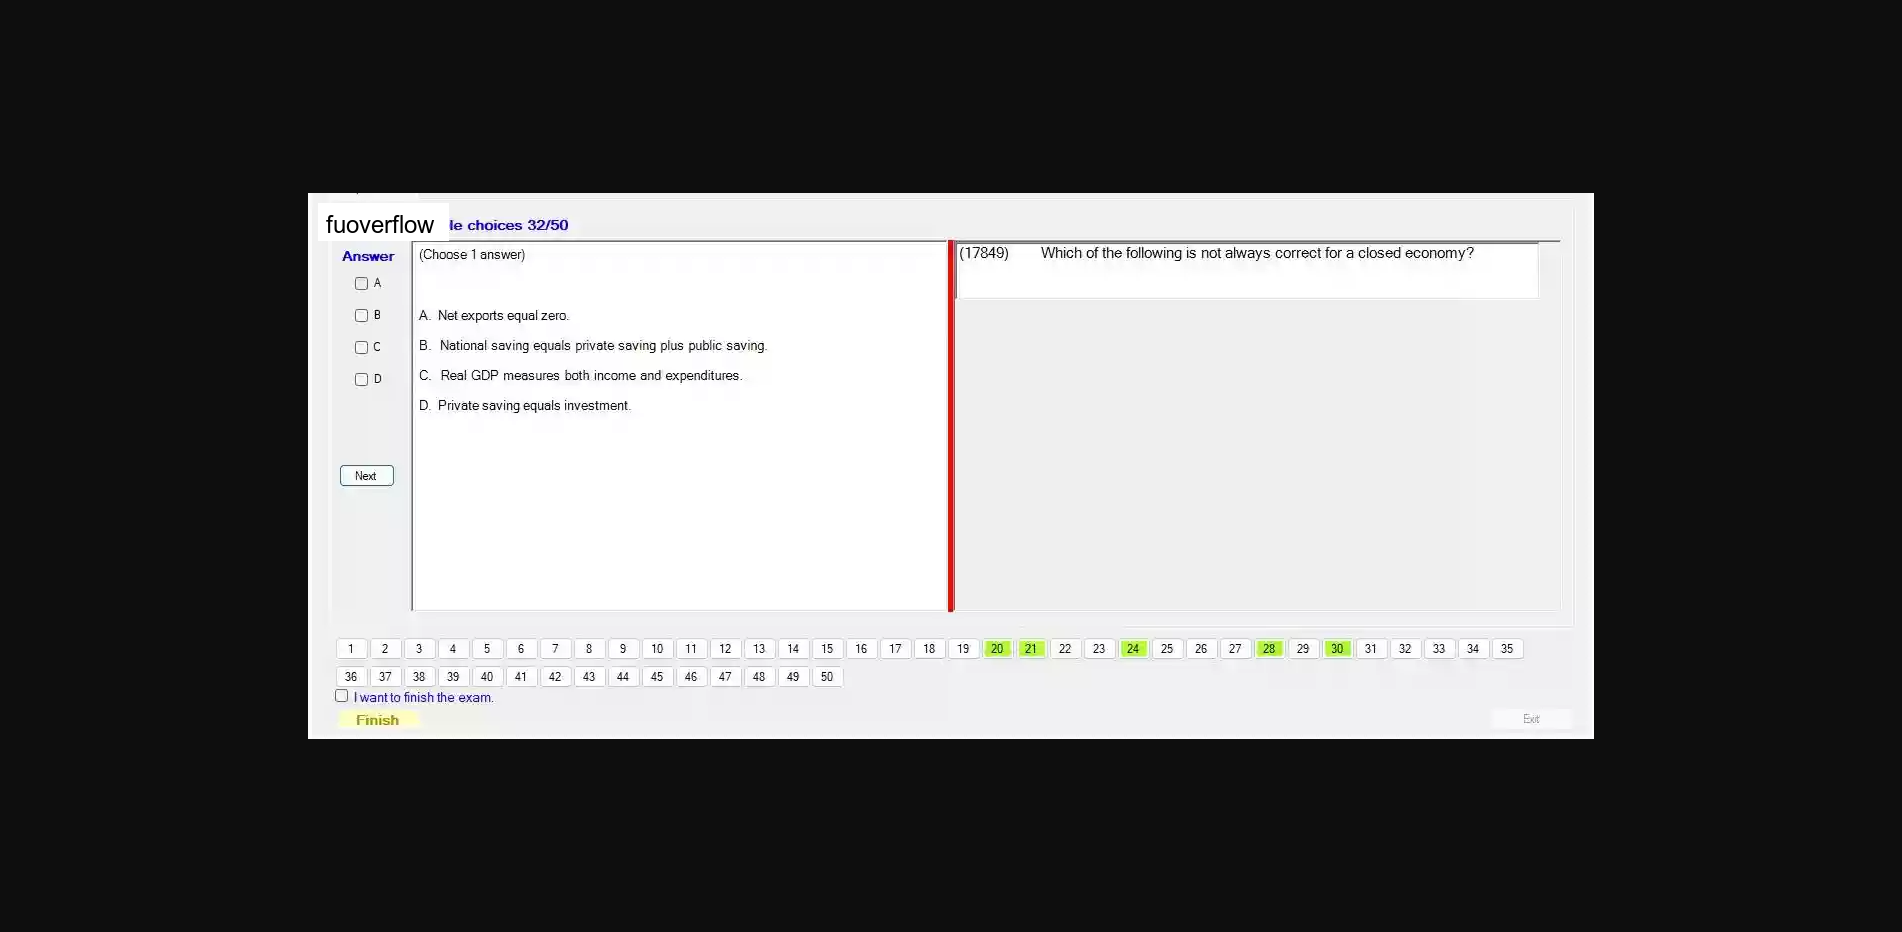 fuoverflow le choices 32/50
Answer
(Choose 1 answer)
(17849) Which of the following is not always correct for a closed economy?
A
B
C
D
A. Net exports equal zero.
B. National saving equals private saving plus public saving.
C. Real GDP measures both income and expenditures.
D. Private saving equals investment.
Next
1 2 3 4 5 6 7 8 9 10 11 12 13 14 15 16 17 18 19 20 21 22 23 24 25 26 27 28 29 30 31 32 33 34 35
36 37 38 39 40 41 42 43 44 45 46 47 48 49 50
I want to finish the exam.
Finish
Exit